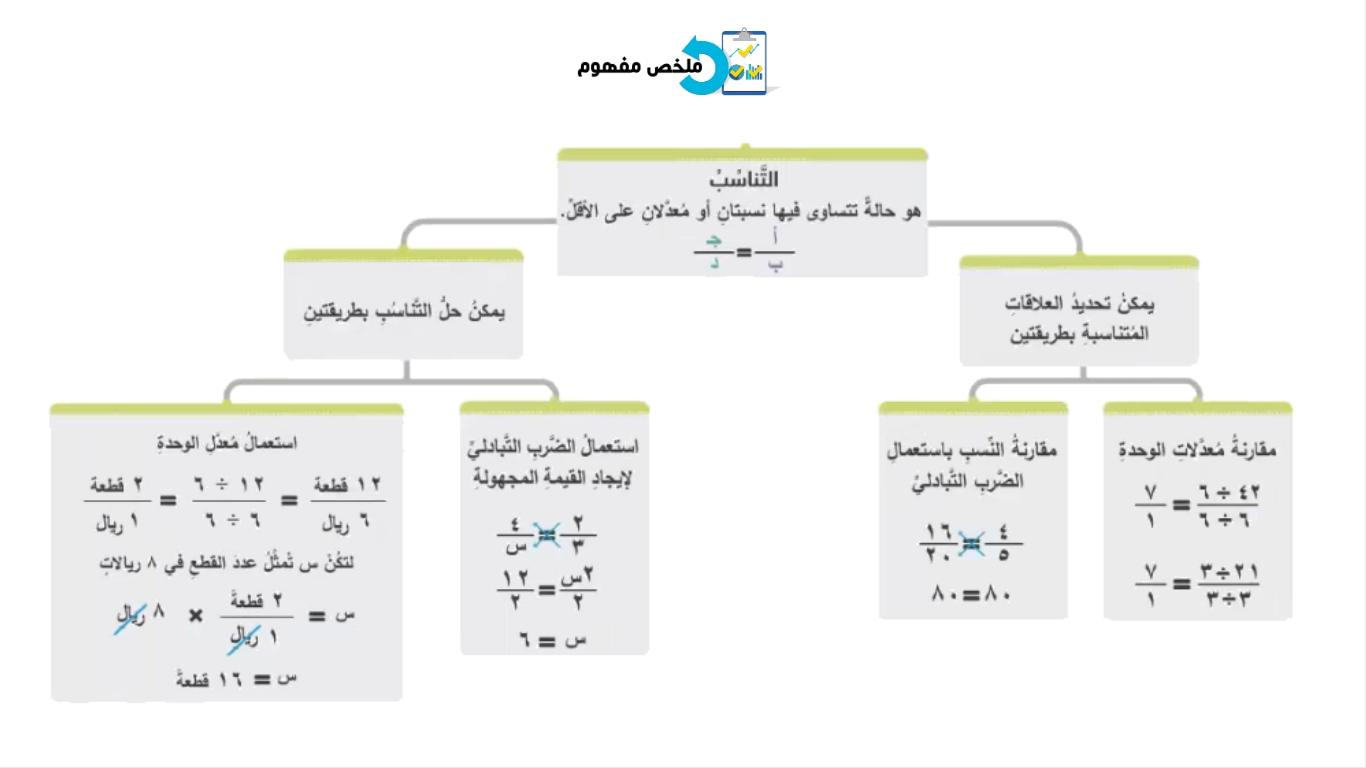 ملخص مفهوم
التَّناسُبُ
هو حالةٌ تتساوى فيها نسبتانِ أو مُعدَّلانِ على الأقلِّ.
أ/ب = جـ/د
يمكنُ تحديدُ العلاقاتِ
المُتناسبةِ بطريقتين
مقارنةُ مُعدَّلاتِ الوحدةِ
٤٢ ÷ ٦ / ٦ ÷ ٦ = ٧/١
٢١ ÷ ٣ / ٣ ÷ ٣ = ٧/١
مقارنةُ النِّسبِ باستعمالِ
الضَّربِ التَّبادليِّ
٤/٥ = ١٦/٢٠
٨٠ = ٨٠
يمكنُ حلُّ التَّناسُبِ بطريقتينِ
استعمالُ الضَّربِ التَّبادليِّ
لإيجادِ القيمةِ المجهولةِ
٢/٣ = ٤/س
٢س/٢ = ١٢/٢
س = ٦
استعمالُ مُعدَّلِ الوحدةِ
١٢ قطعة / ٦ ريال = ١٢ ÷ ٦ / ٦ ÷ ٦ = ٢ قطعة / ١ ريال
لتكُنْ س تُمثِّلُ عددَ القطعِ في ٨ ريالاتِ
س = ٢ قطعةً / ١ ريال × ٨ ريال
س = ١٦ قطعةً